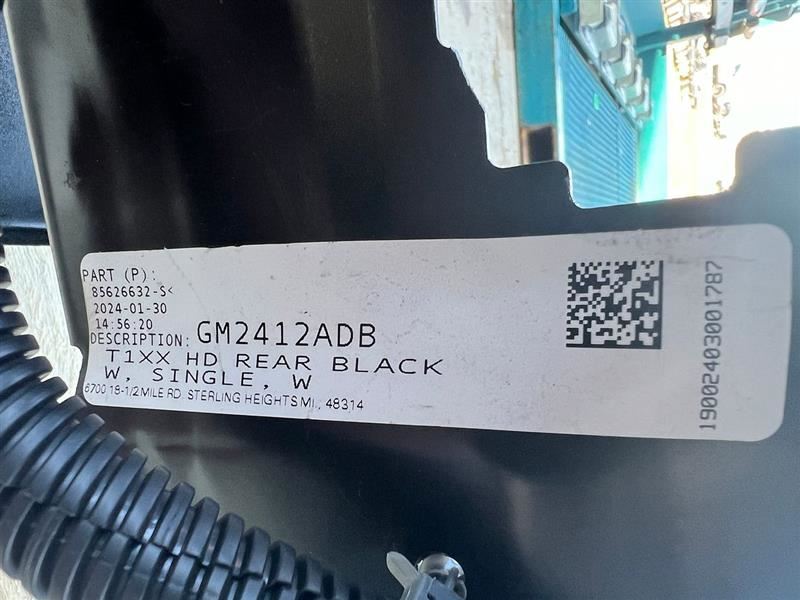 PART (P):
85626632-S<
2024-01-30
14:56:20
DESCRIPTION: GM2412ADB
T1XX HD REAR BLACK
W, SINGLE, W
6700 18-1/2 MILE RD. STERLING HEIGHTS MI., 48314
19002403001787